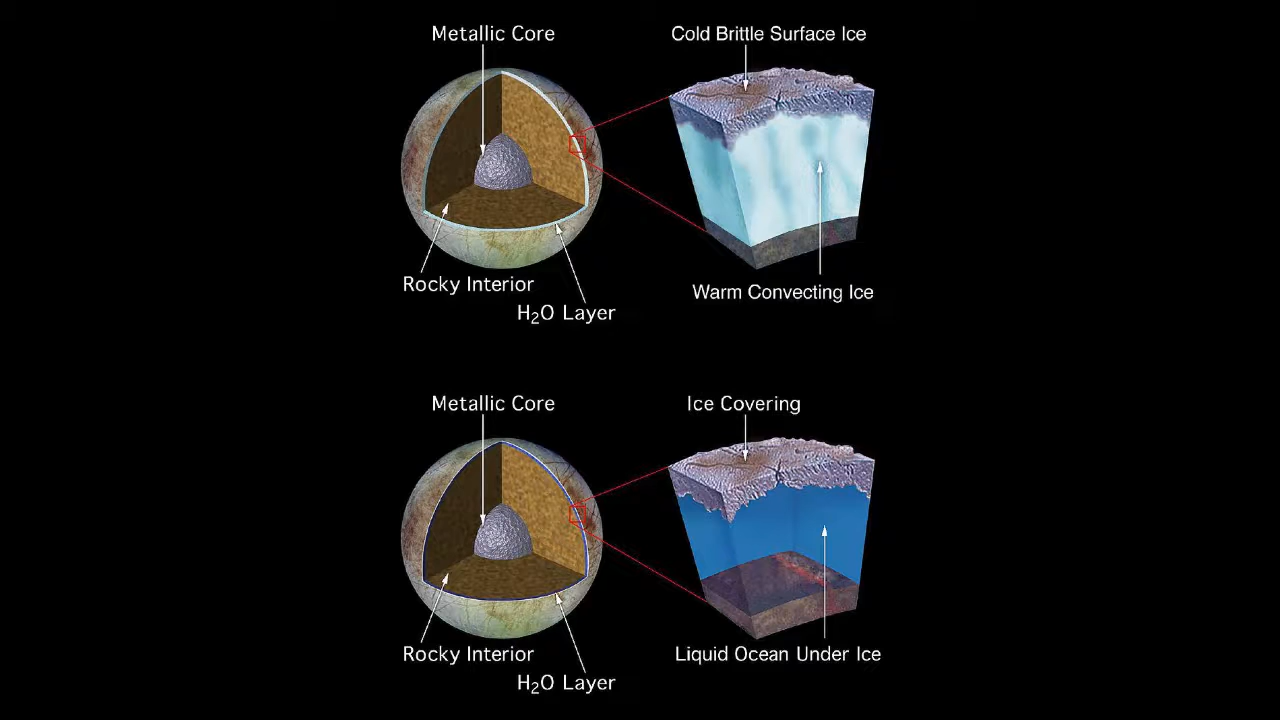 Metallic Core
Cold Brittle Surface Ice
Rocky Interior
H₂O Layer
Warm Convecting Ice
Metallic Core
Ice Covering
Rocky Interior
H₂O Layer
Liquid Ocean Under Ice